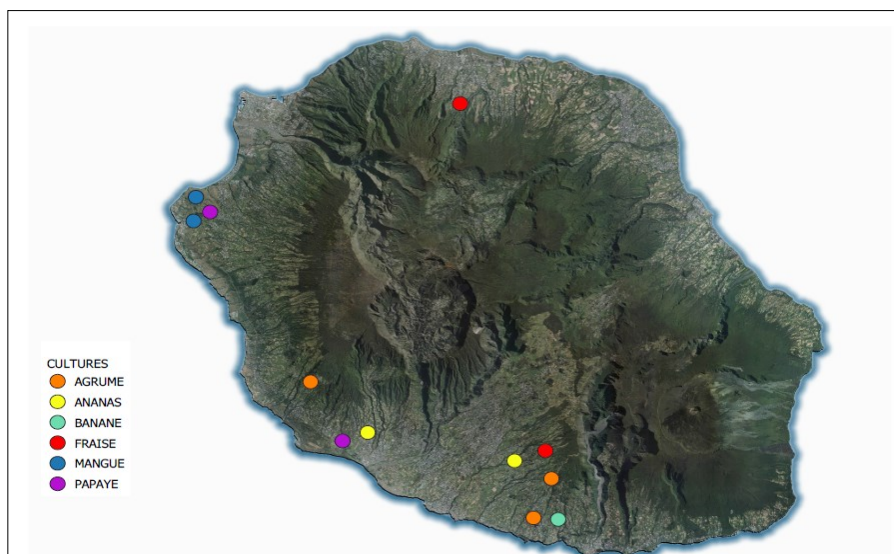 CULTURES
AGRUME
ANANAS
BANANE
FRAISE
MANGUE
PAPAYE